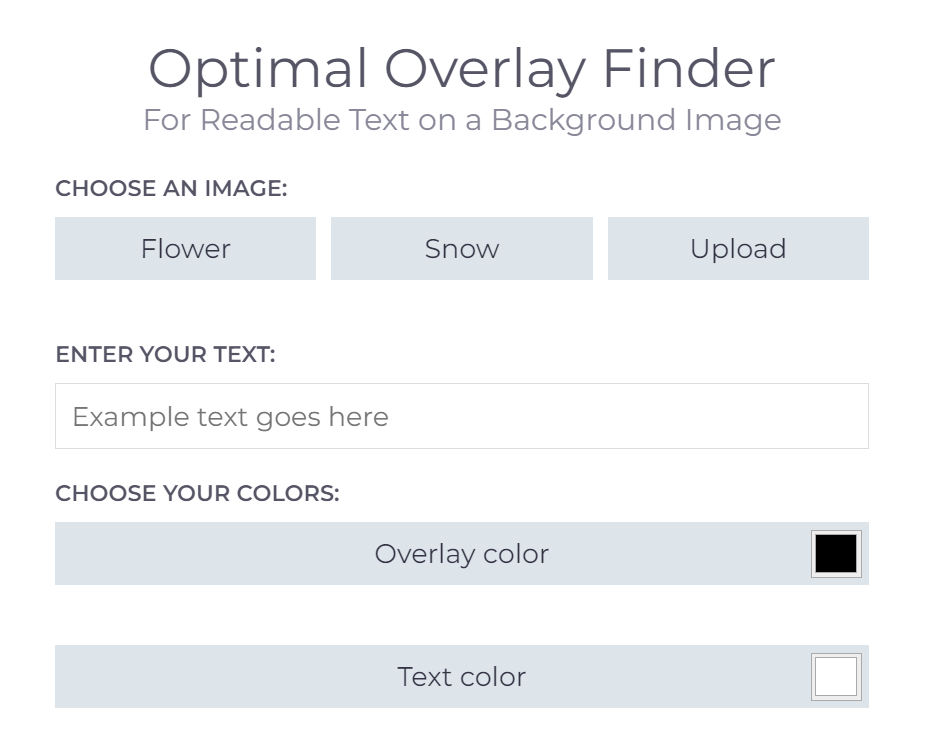 Optimal Overlay Finder
For Readable Text on a Background Image
CHOOSE AN IMAGE:
Flower Snow Upload
ENTER YOUR TEXT:
Example text goes here
CHOOSE YOUR COLORS:
Overlay color
Text color